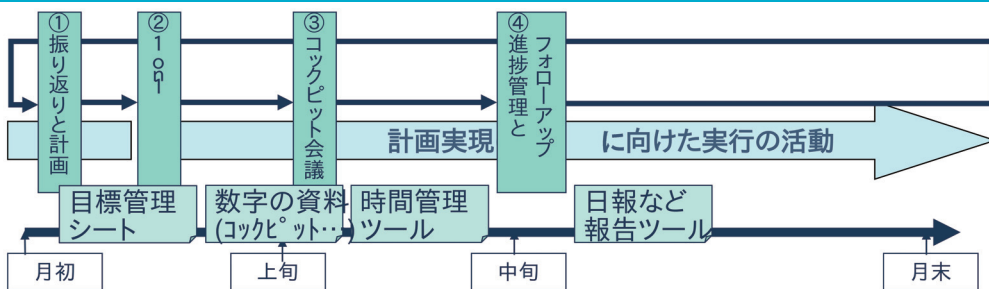 ①振り返りと計画
②1on1
③コックピット会議
④進捗管理と
フォローアップ
計画実現
に向けた実行の活動
目標管理
シート
数字の資料
(コックピット…)
時間管理
ツール
日報など
報告ツール
月初
上旬
中旬
月末